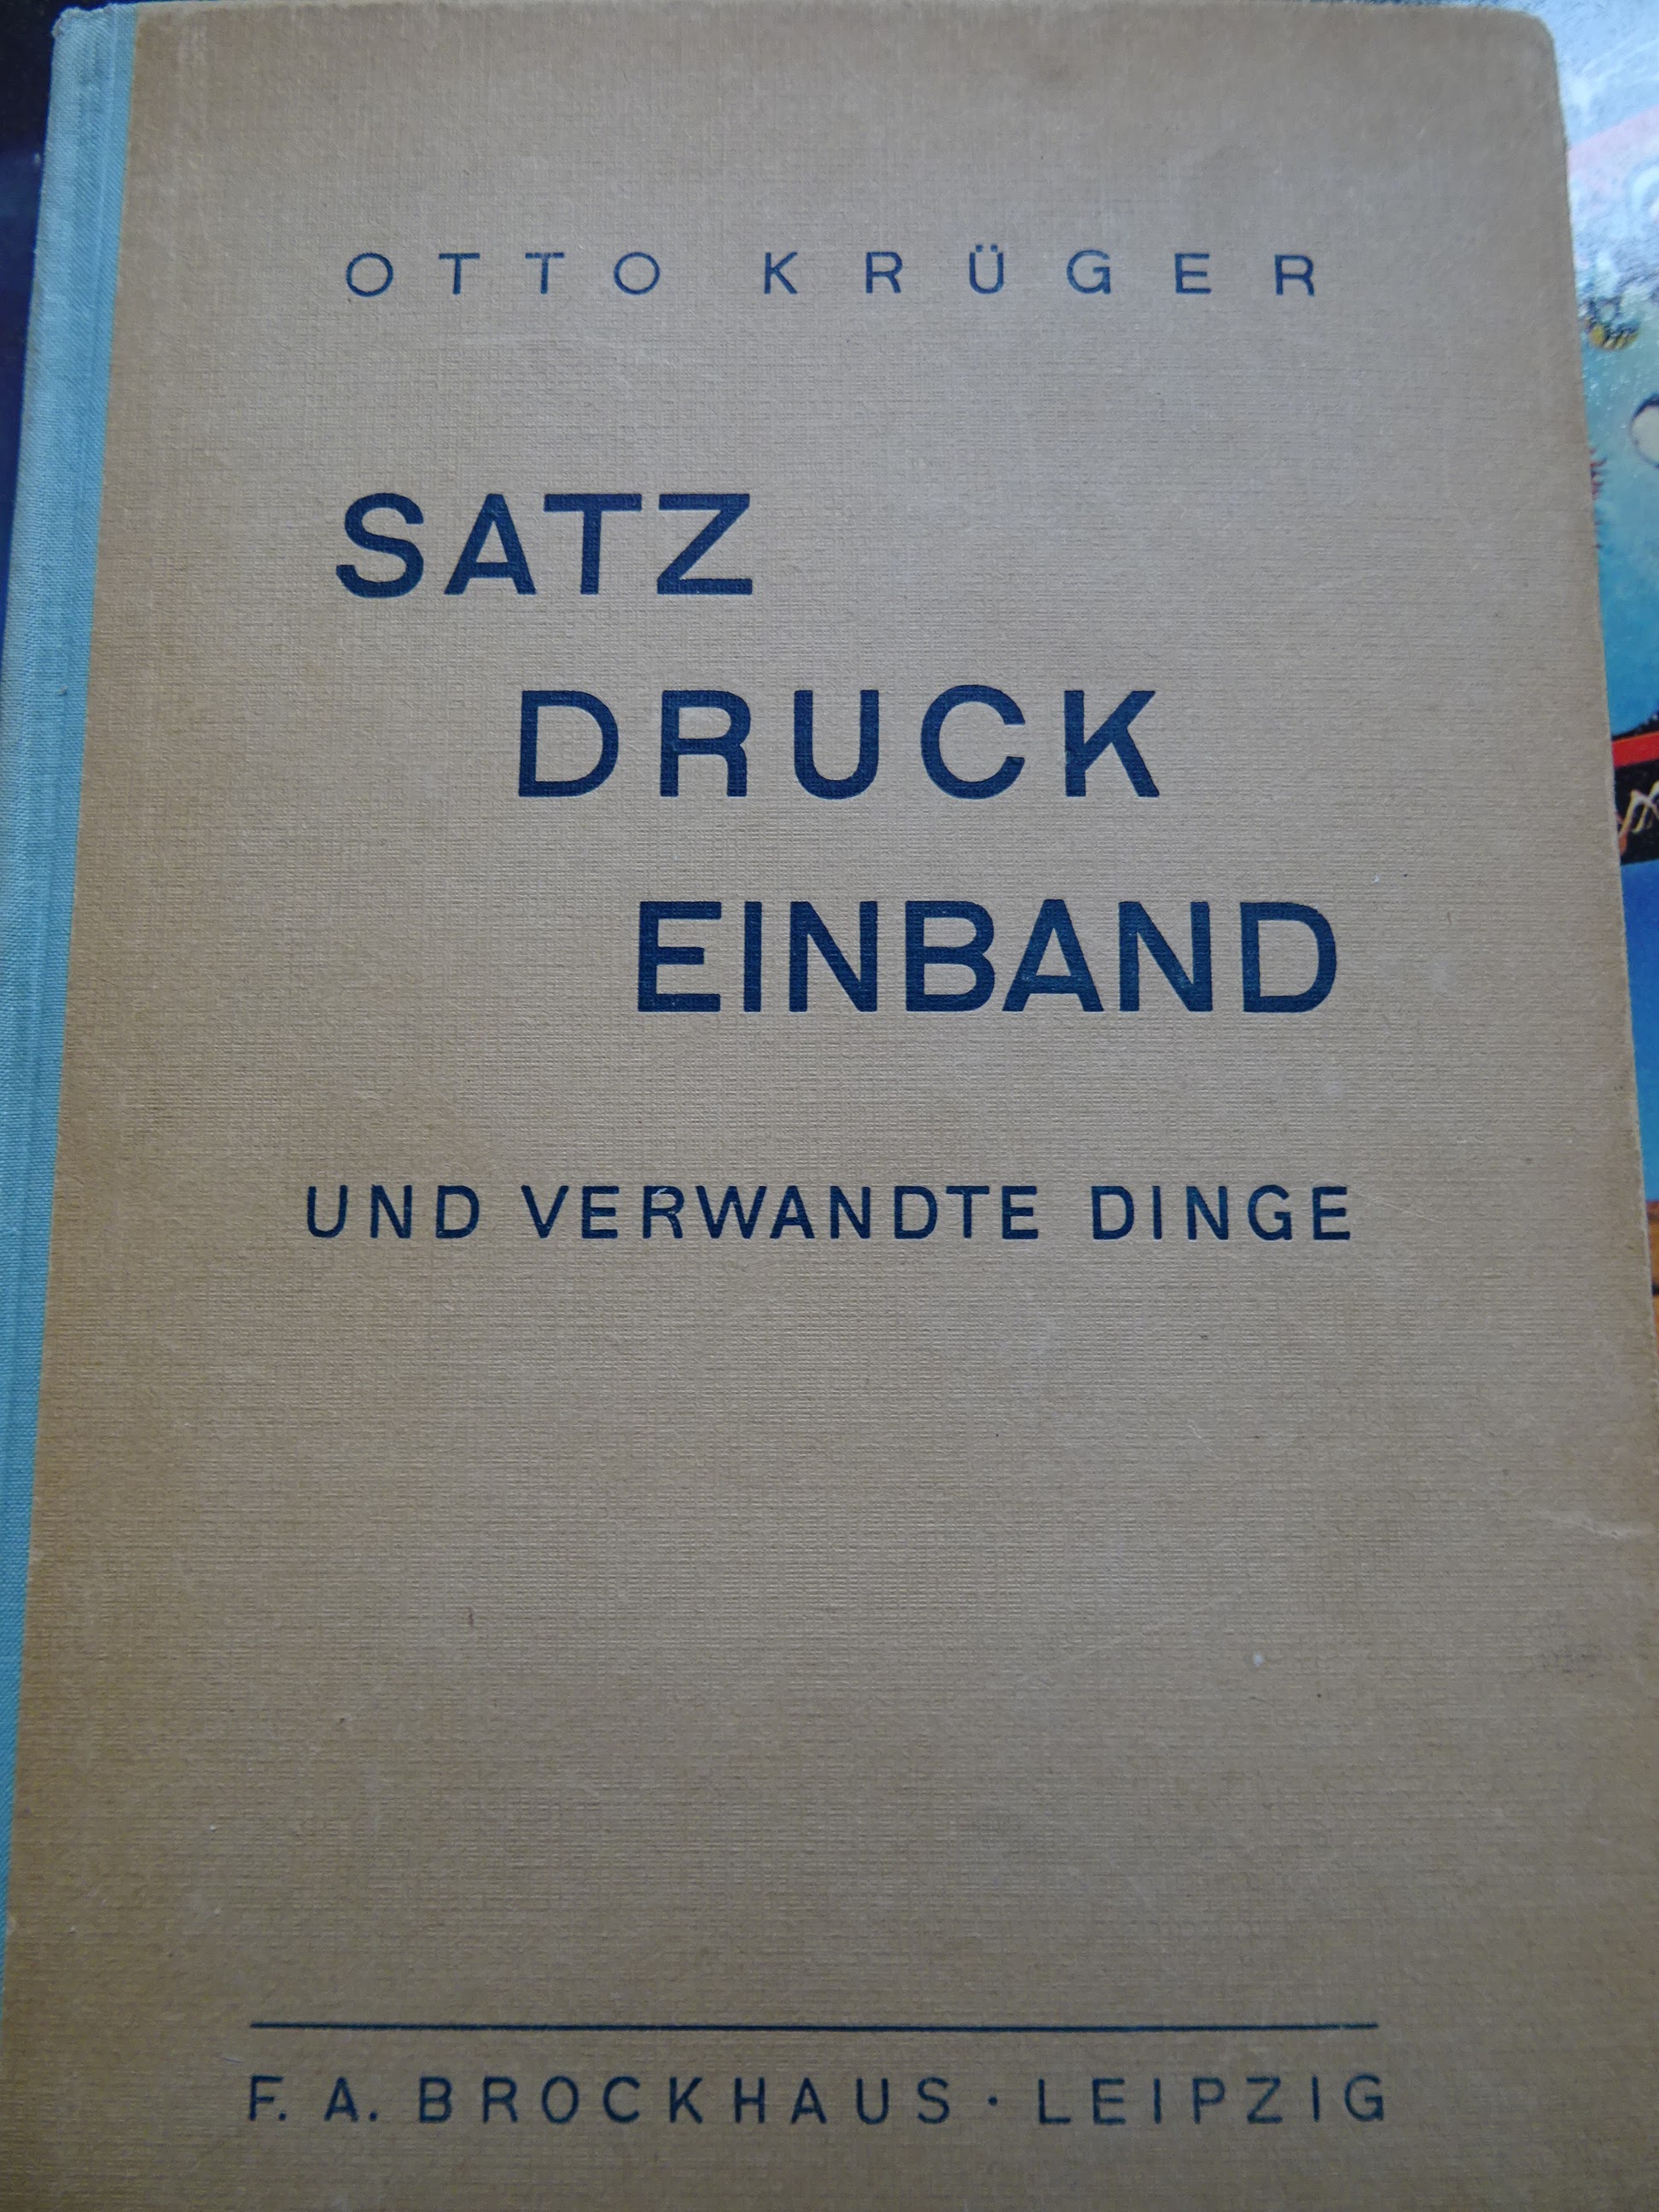 OTTO KRÜGER
SATZ
DRUCK
EINBAND
UND VERWANDTE DINGE
F. A. BROCKHAUS · LEIPZIG